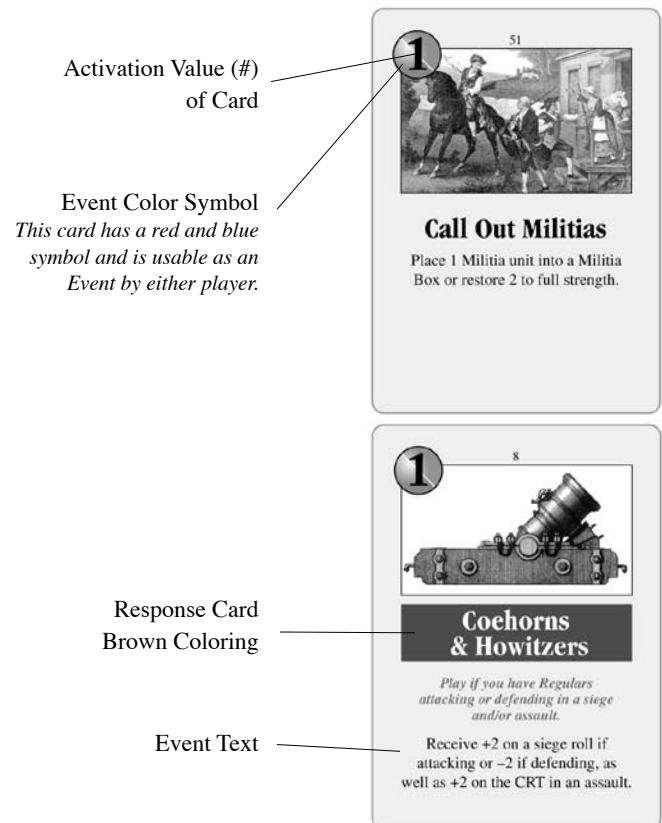 Activation Value (#)
of Card
Event Color Symbol
This card has a red and blue
symbol and is usable as an
Event by either player.
1
51
Call Out Militias
Place 1 Militia unit into a Militia
Box or restore 2 to full strength.
Response Card
Brown Coloring
Event Text
1
8
Coehorns
& Howitzers
Play if you have Regulars
attacking or defending in a siege
and/or assault.
Receive +2 on a siege roll if
attacking or –2 if defending, as
well as +2 on the CRT in an assault.